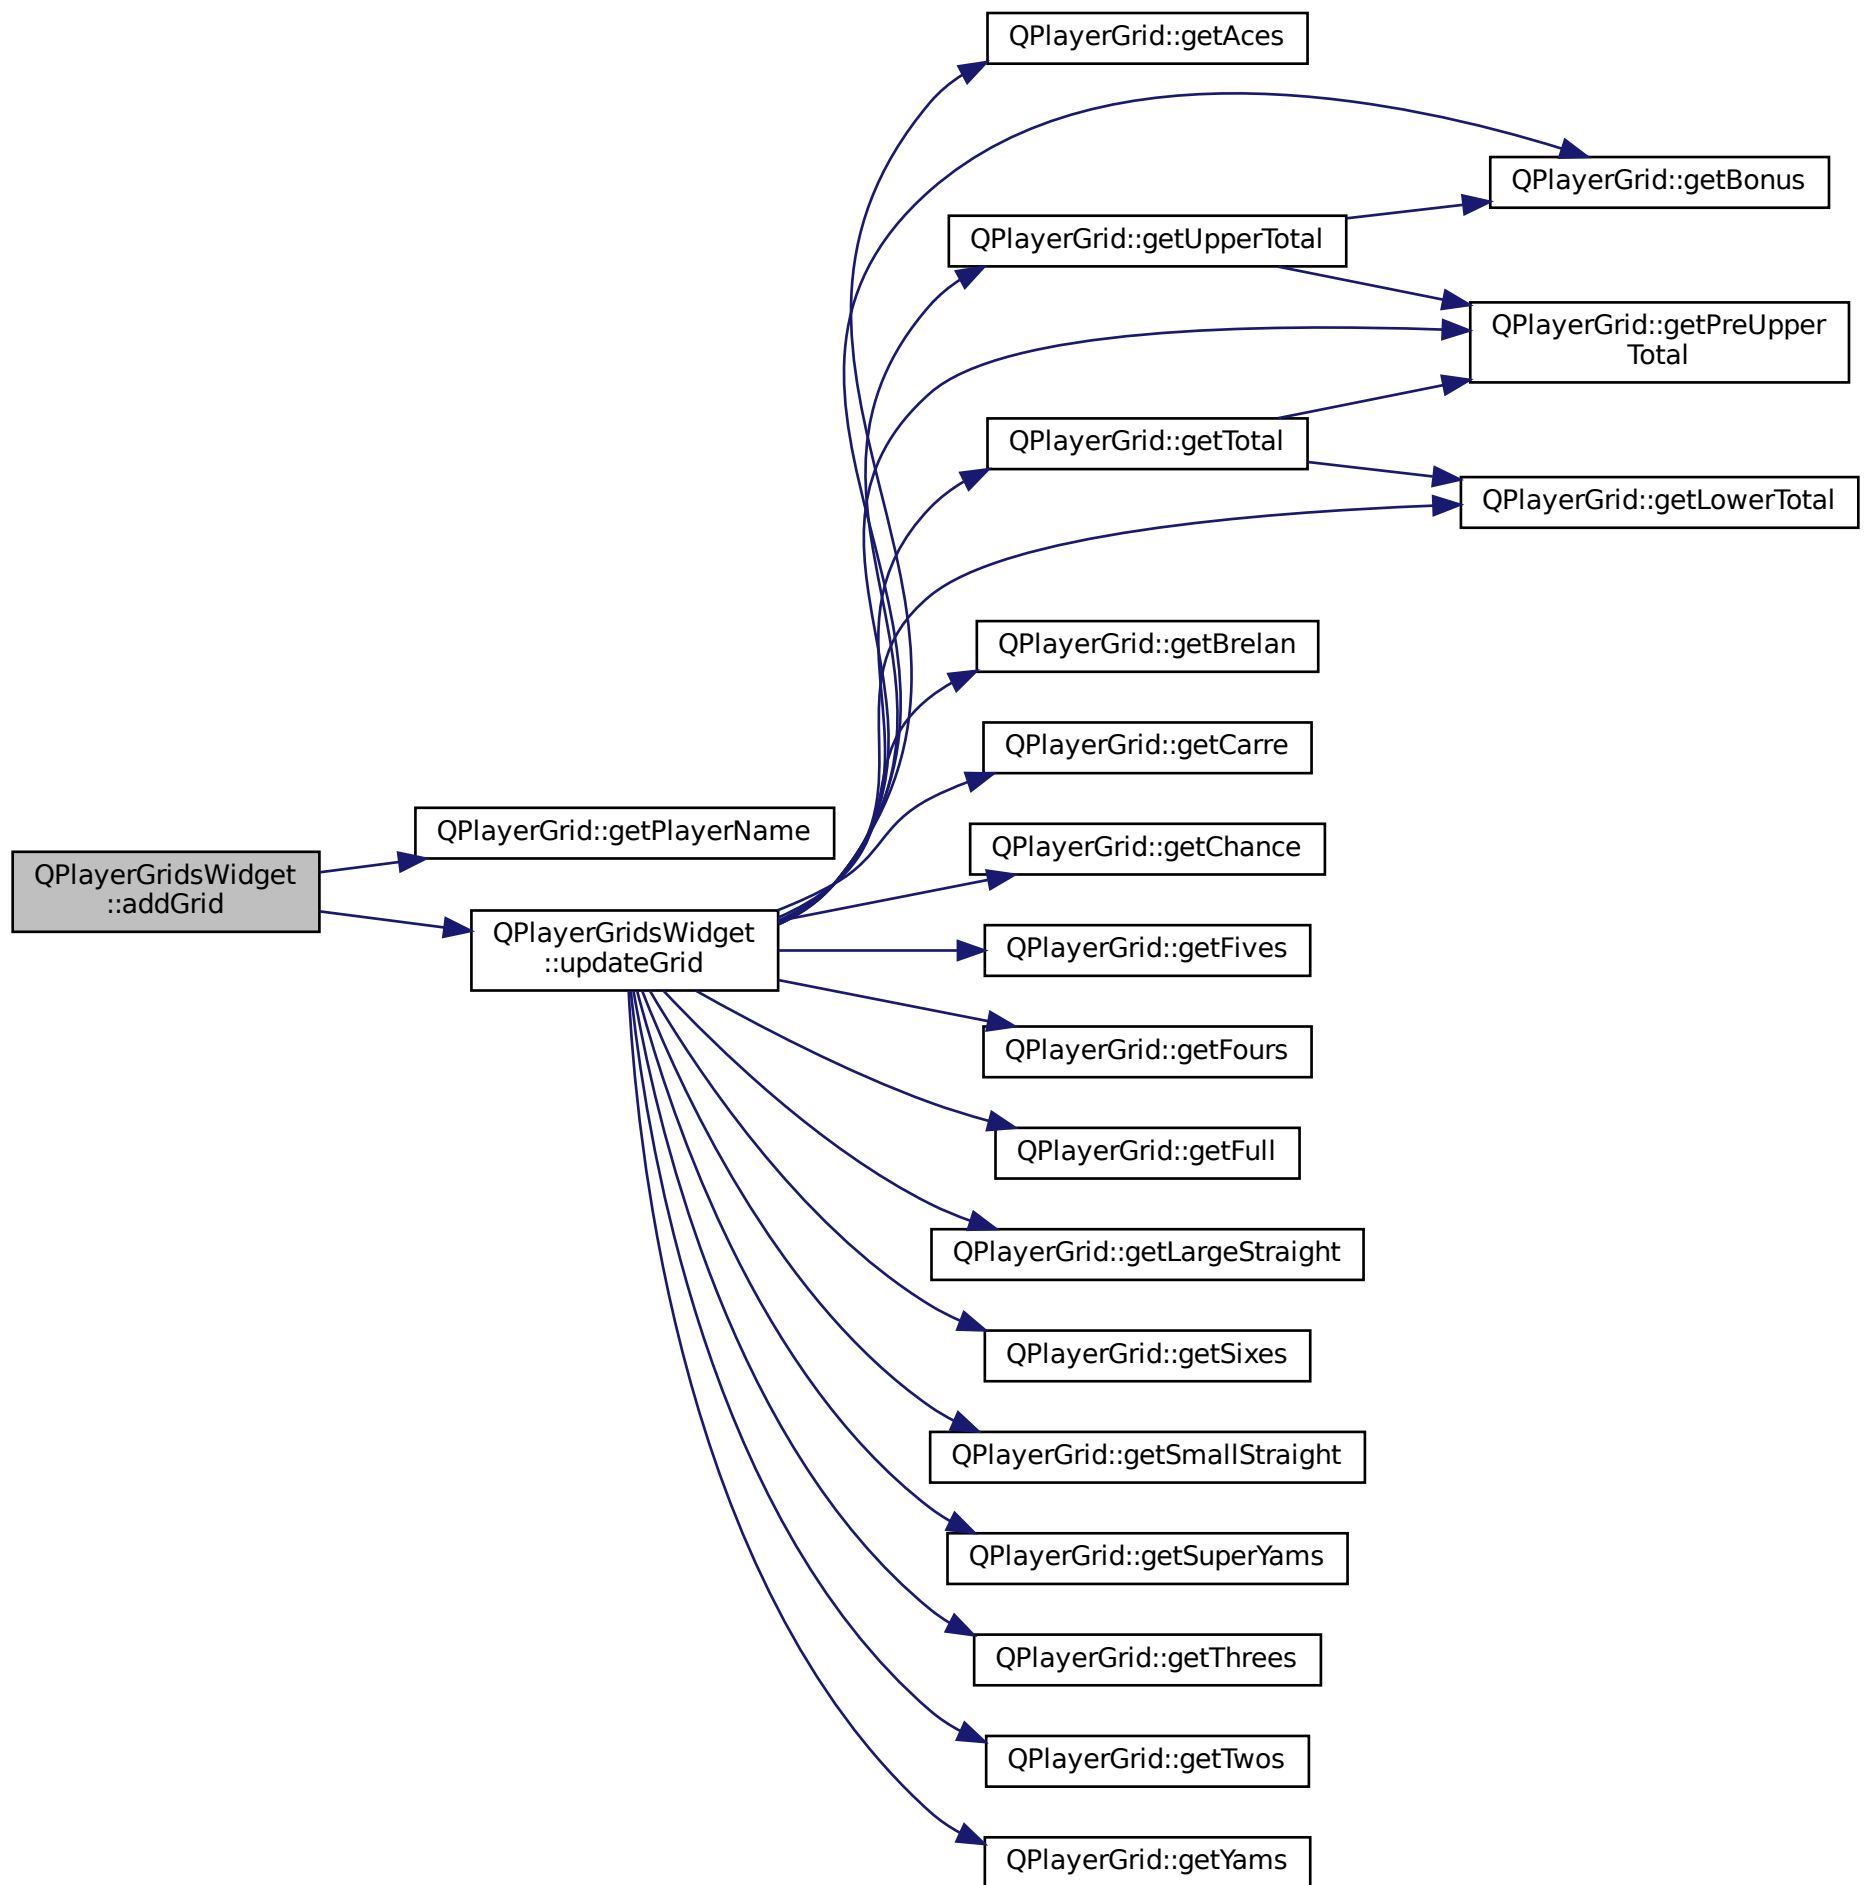 QPlayerGrid::getAces
QPlayerGrid::getBonus
QPlayerGrid::getUpperTotal
QPlayerGrid::getPreUpper
Total
QPlayerGrid::getTotal
QPlayerGrid::getLowerTotal
QPlayerGrid::getBrelan
QPlayerGrid::getCarre
QPlayerGrid::getPlayerName
QPlayerGrid::getChance
QPlayerGridsWidget
::addGrid
QPlayerGridsWidget
::updateGrid
QPlayerGrid::getFives
QPlayerGrid::getFours
QPlayerGrid::getFull
QPlayerGrid::getLargeStraight
QPlayerGrid::getSixes
QPlayerGrid::getSmallStraight
QPlayerGrid::getSuperYams
QPlayerGrid::getThrees
QPlayerGrid::getTwos
QPlayerGrid::getYams